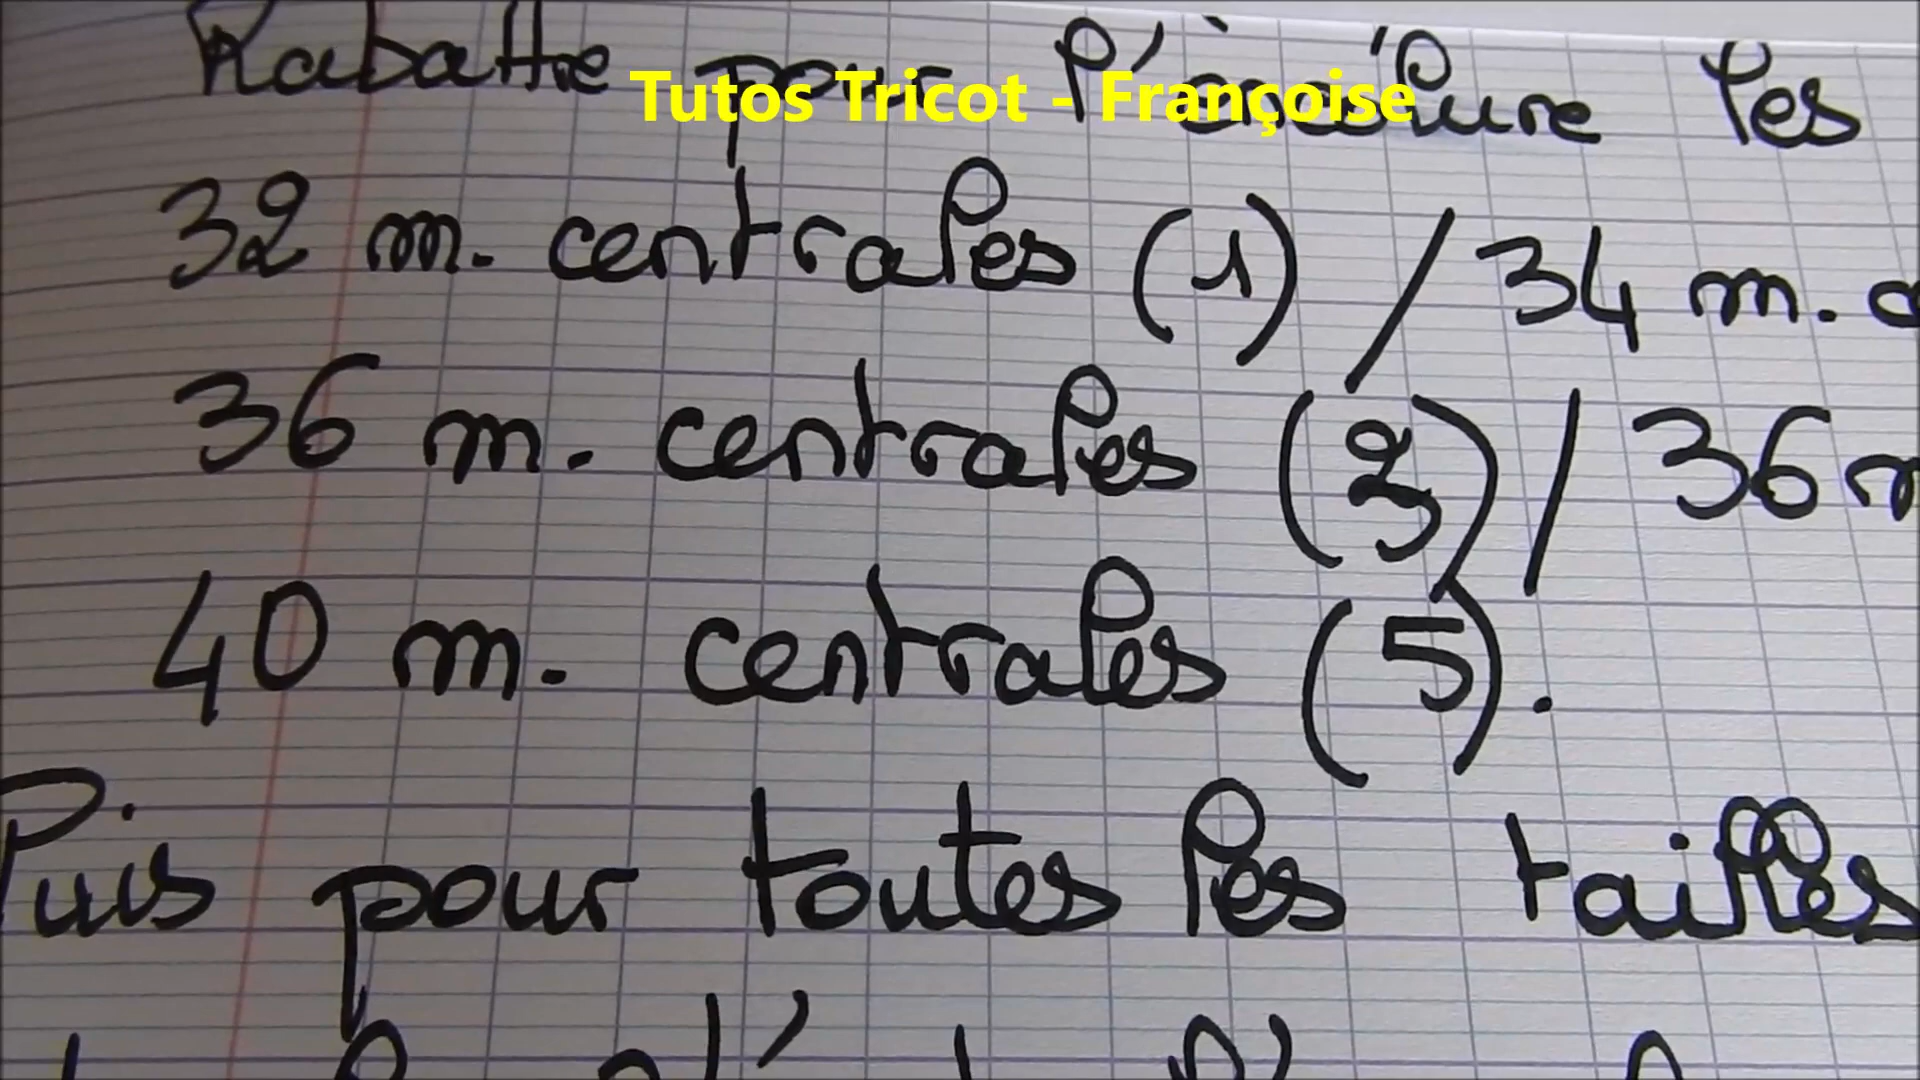 Tutos Tricot - Françoise
Rabattre pour l'encolure les
32 m. centrales (1) / 34 m. c
36 m. centrales (3) / 36 m
40 m. centrales (5).
Puis pour toutes les tailles